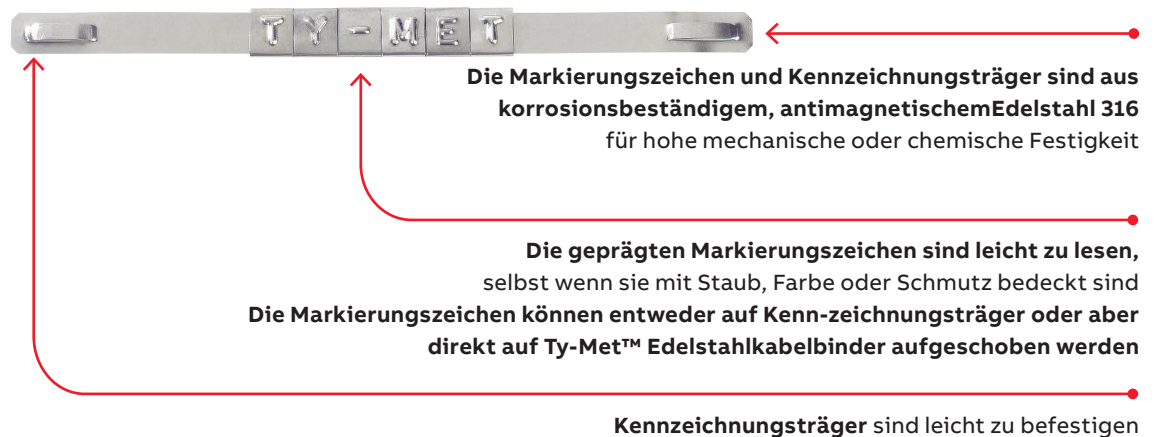 TY-MET
Die Markierungszeichen und Kennzeichnungsträger sind aus
korrosionsbeständigem, antimagnetischemEdelstahl 316
für hohe mechanische oder chemische Festigkeit
Die geprägten Markierungszeichen sind leicht zu lesen,
selbst wenn sie mit Staub, Farbe oder Schmutz bedeckt sind
Die Markierungszeichen können entweder auf Kenn-zeichnungsträger oder aber
direkt auf Ty-Met™ Edelstahlkabelbinder aufgeschoben werden
Kennzeichnungsträger sind leicht zu befestigen